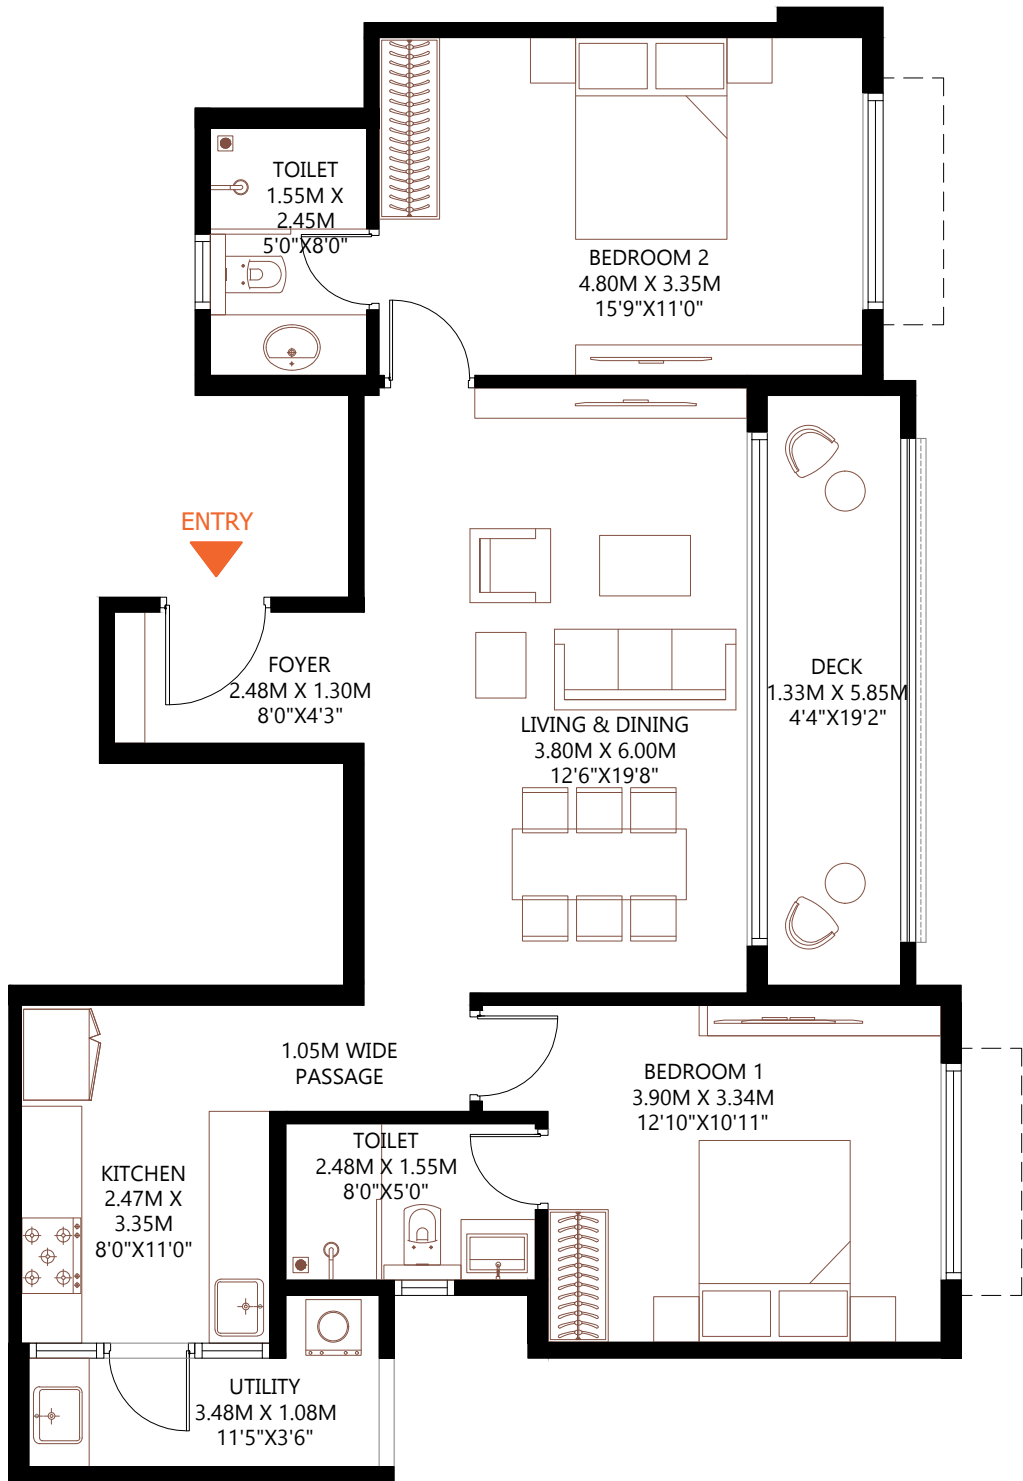 TOILET
1.55M X
2.45M
5'0"X8'0"
BEDROOM 2
4.80M X 3.35M
15'9"X11'0"
ENTRY
FOYER
2.48M X 1.30M
8'0"X4'3"
LIVING & DINING
3.80M X 6.00M
12'6"X19'8"
DECK
1.33M X 5.85M
4'4"X19'2"
1.05M WIDE
PASSAGE
BEDROOM 1
3.90M X 3.34M
12'10"X10'11"
TOILET
2.48M X 1.55M
8'0"X5'0"
KITCHEN
2.47M X
3.35M
8'0"X11'0"
UTILITY
3.48M X 1.08M
11'5"X3'6"